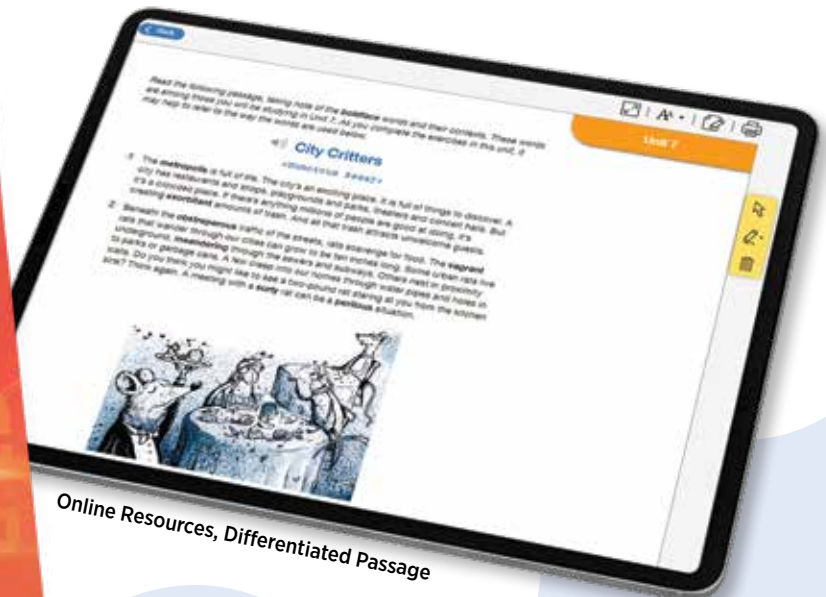 Back
Unit 7
Read the following passage, taking note of the boldface words and their contexts. These words
are among those you will be studying in Unit 7. As you complete the exercises in this unit, it
may help to refer to the way the words are used below.
City Critters
<Humorous Essay>
1 The metropolis is full of life. The city's an exciting place. It is full of things to discover. A
city has restaurants and shops, playgrounds and parks, theaters and concert halls. But
it's a crowded place. If there's anything millions of people are good at doing, it's
creating exorbitant amounts of trash. And all that trash attracts unwelcome guests.
2 Beneath the obstreperous traffic of the streets, rats scavenge for food. The vagrant
rats that wander through our cities can grow to be ten inches long. Some urban rats live
underground, meandering through the sewers and subways. Others nest in proximity
to parks or garbage cans. A few creep into our homes through water pipes and holes in
walls. Do you think you might like to see a two-pound rat staring at you from the kitchen
sink? Think again. A meeting with a surly rat can be a perilous situation.
Online Resources, Differentiated Passage